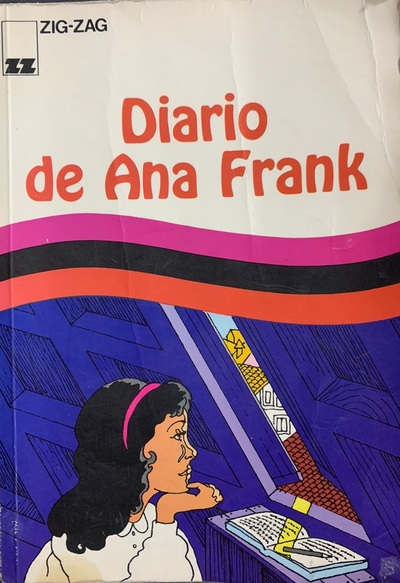 ZIG-ZAG
ZZ
Diario
de Ana Frank